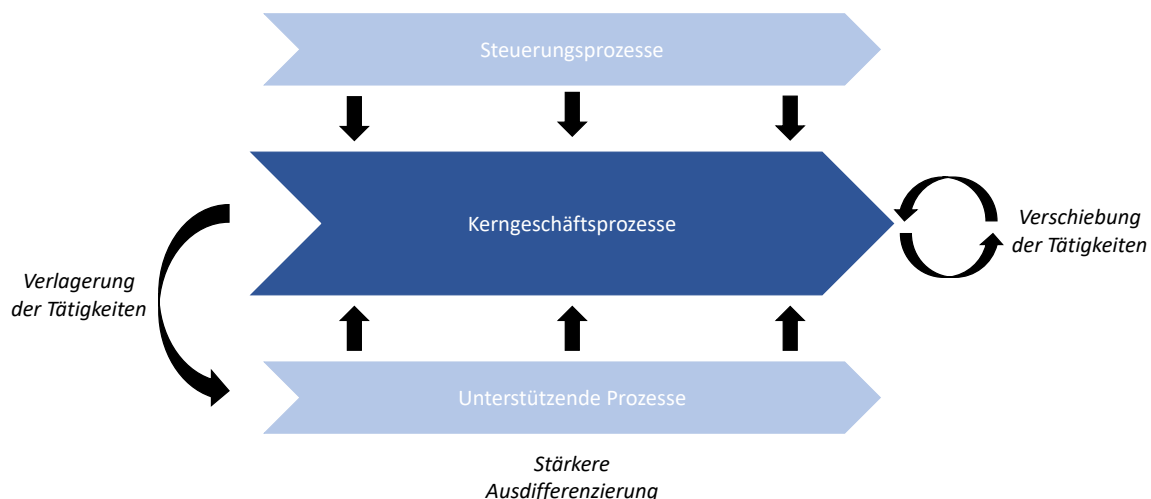 Steuerungsprozesse
Kerngeschäftsprozesse
Verschiebung
der Tätigkeiten
Verlagerung
der Tätigkeiten
Unterstützende Prozesse
Stärkere
Ausdifferenzierung